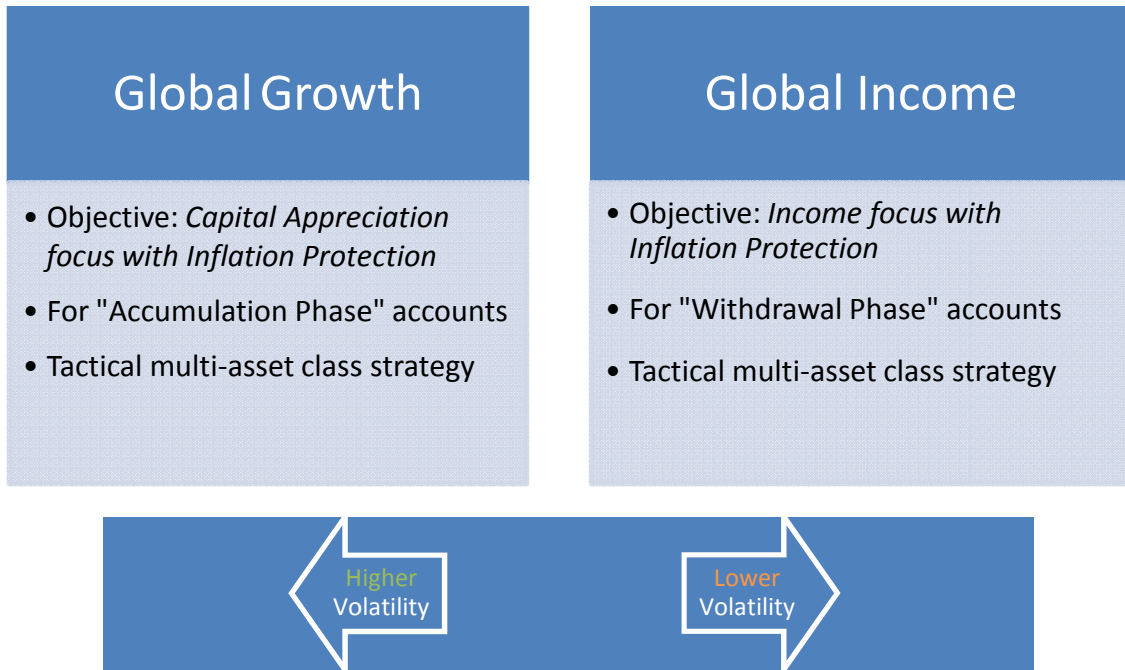 Global Growth
• Objective: Capital Appreciation
focus with Inflation Protection
• For "Accumulation Phase" accounts
• Tactical multi-asset class strategy
Global Income
• Objective: Income focus with
Inflation Protection
• For "Withdrawal Phase" accounts
• Tactical multi-asset class strategy
Higher
Volatility
Lower
Volatility